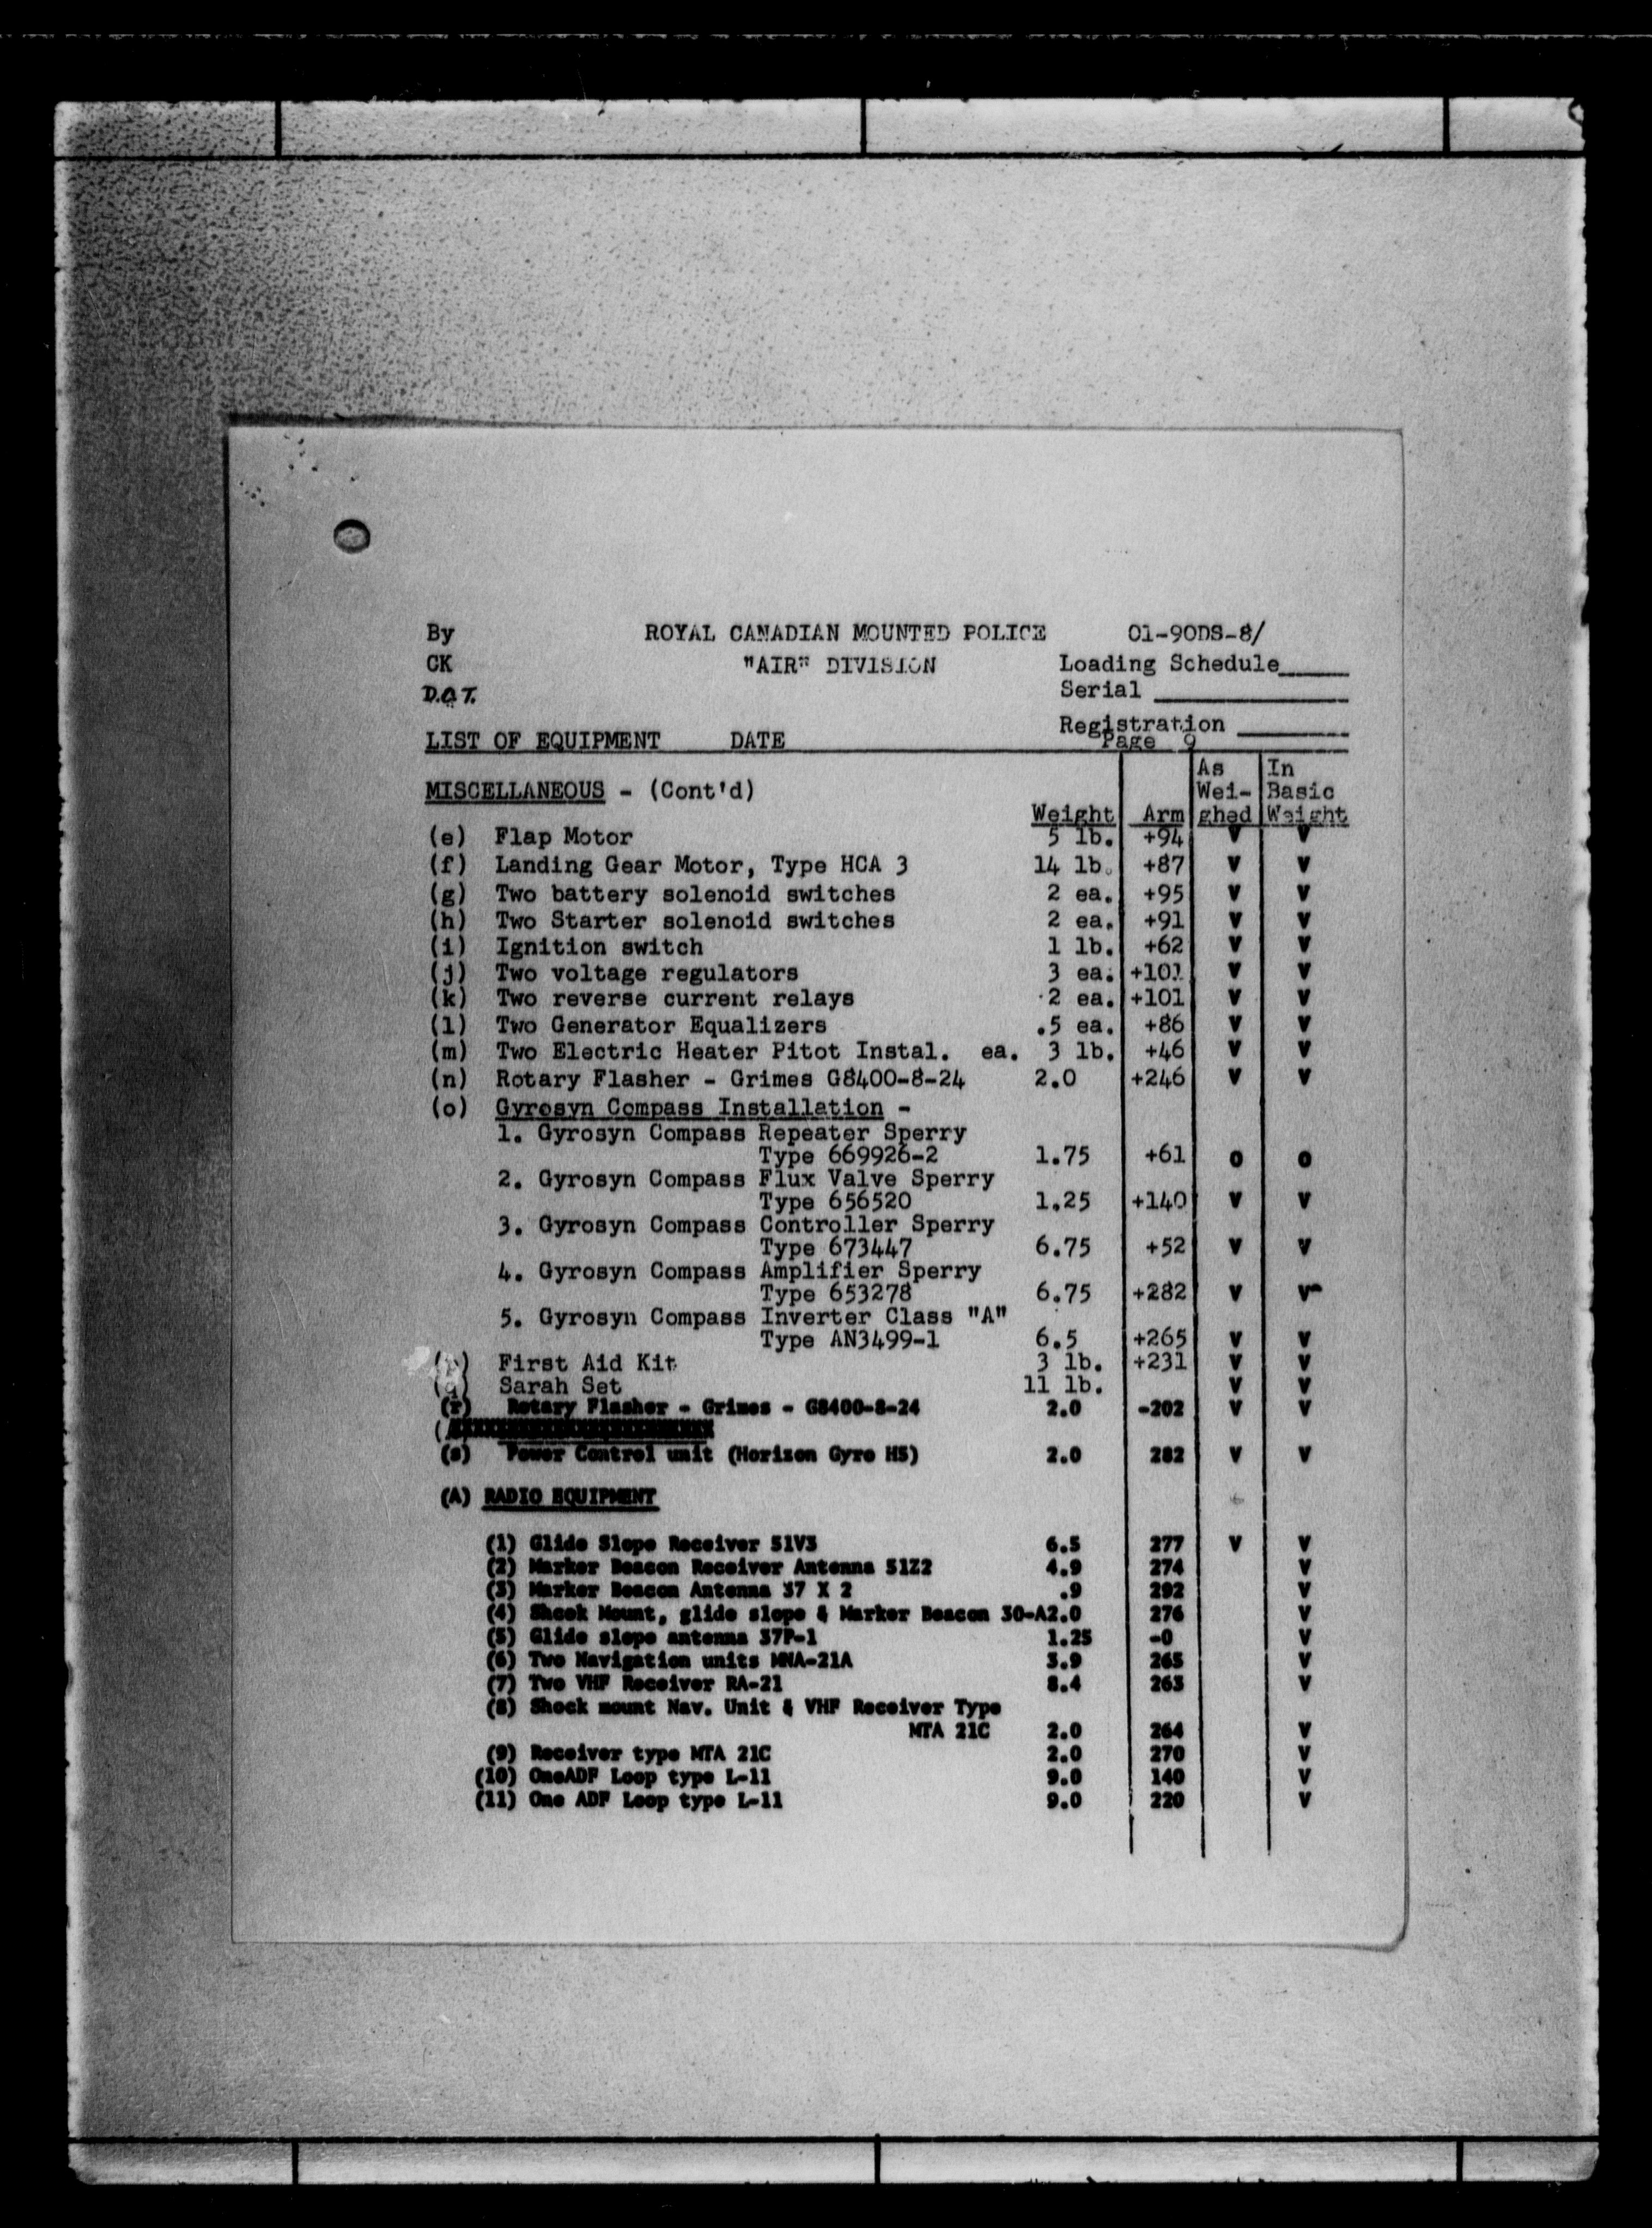 By ROYAL CANADIAN MOUNTED POLICE 01-90DS-8/
CK "AIR" DIVISION Loading Schedule
D.O.T. Serial
Registration
LIST OF EQUIPMENT DATE Page 9
MISCELLANEOUS - (Cont'd) Weight Arm As Wei-ghed In Basic Weight
(e) Flap Motor 5 lb. +94 V V
(f) Landing Gear Motor, Type HCA 3 14 lb. +87 V V
(g) Two battery solenoid switches 2 ea. +95 V V
(h) Two Starter solenoid switches 2 ea. +91 V V
(i) Ignition switch 1 lb. +62 V V
(j) Two voltage regulators 3 ea. +101 V V
(k) Two reverse current relays 2 ea. +101 V V
(l) Two Generator Equalizers .5 ea. +86 V V
(m) Two Electric Heater Pitot Instal. ea. 3 lb. +46 V V
(n) Rotary Flasher - Grimes G8400-8-24 2.0 +246 V V
(o) Gyrosyn Compass Installation -
1. Gyrosyn Compass Repeater Sperry
Type 669926-2 1.75 +61 o o
2. Gyrosyn Compass Flux Valve Sperry
Type 656520 1.25 +140 V V
3. Gyrosyn Compass Controller Sperry
Type 673447 6.75 +52 V V
4. Gyrosyn Compass Amplifier Sperry
Type 653278 6.75 +282 V V
5. Gyrosyn Compass Inverter Class "A"
Type AN3499-1 6.5 +265 V V
First Aid Kit 3 lb. +231 V V
(q) Sarah Set 11 lb. V V
(r) Rotary Flasher - Grimes - G8400-8-24 2.0 -202 V V
(s) Power Control unit (Horizon Gyro H5) 2.0 282 V V
(A) RADIO EQUIPMENT
(1) Glide Slope Receiver 51V3 6.5 277 V V
(2) Marker Beacon Receiver Antenna 51Z2 4.9 274 V
(3) Marker Beacon Antenna 37 X 2 .9 292 V
(4) Shock Mount, glide slope & Marker Beacon 30-A2.0 276 V
(5) Glide slope antenna 37P-1 1.25 -0 V
(6) Two Navigation units MNA-21A 3.9 265 V
(7) Two VHF Receiver RA-21 8.4 263 V
(8) Shock mount Nav. Unit & VHF Receiver Type
MTA 21C 2.0 264 V
(9) Receiver type MTA 21C 2.0 270 V
(10) OneADF Loop type L-11 9.0 140 V
(11) One ADF Loop type L-11 9.0 220 V